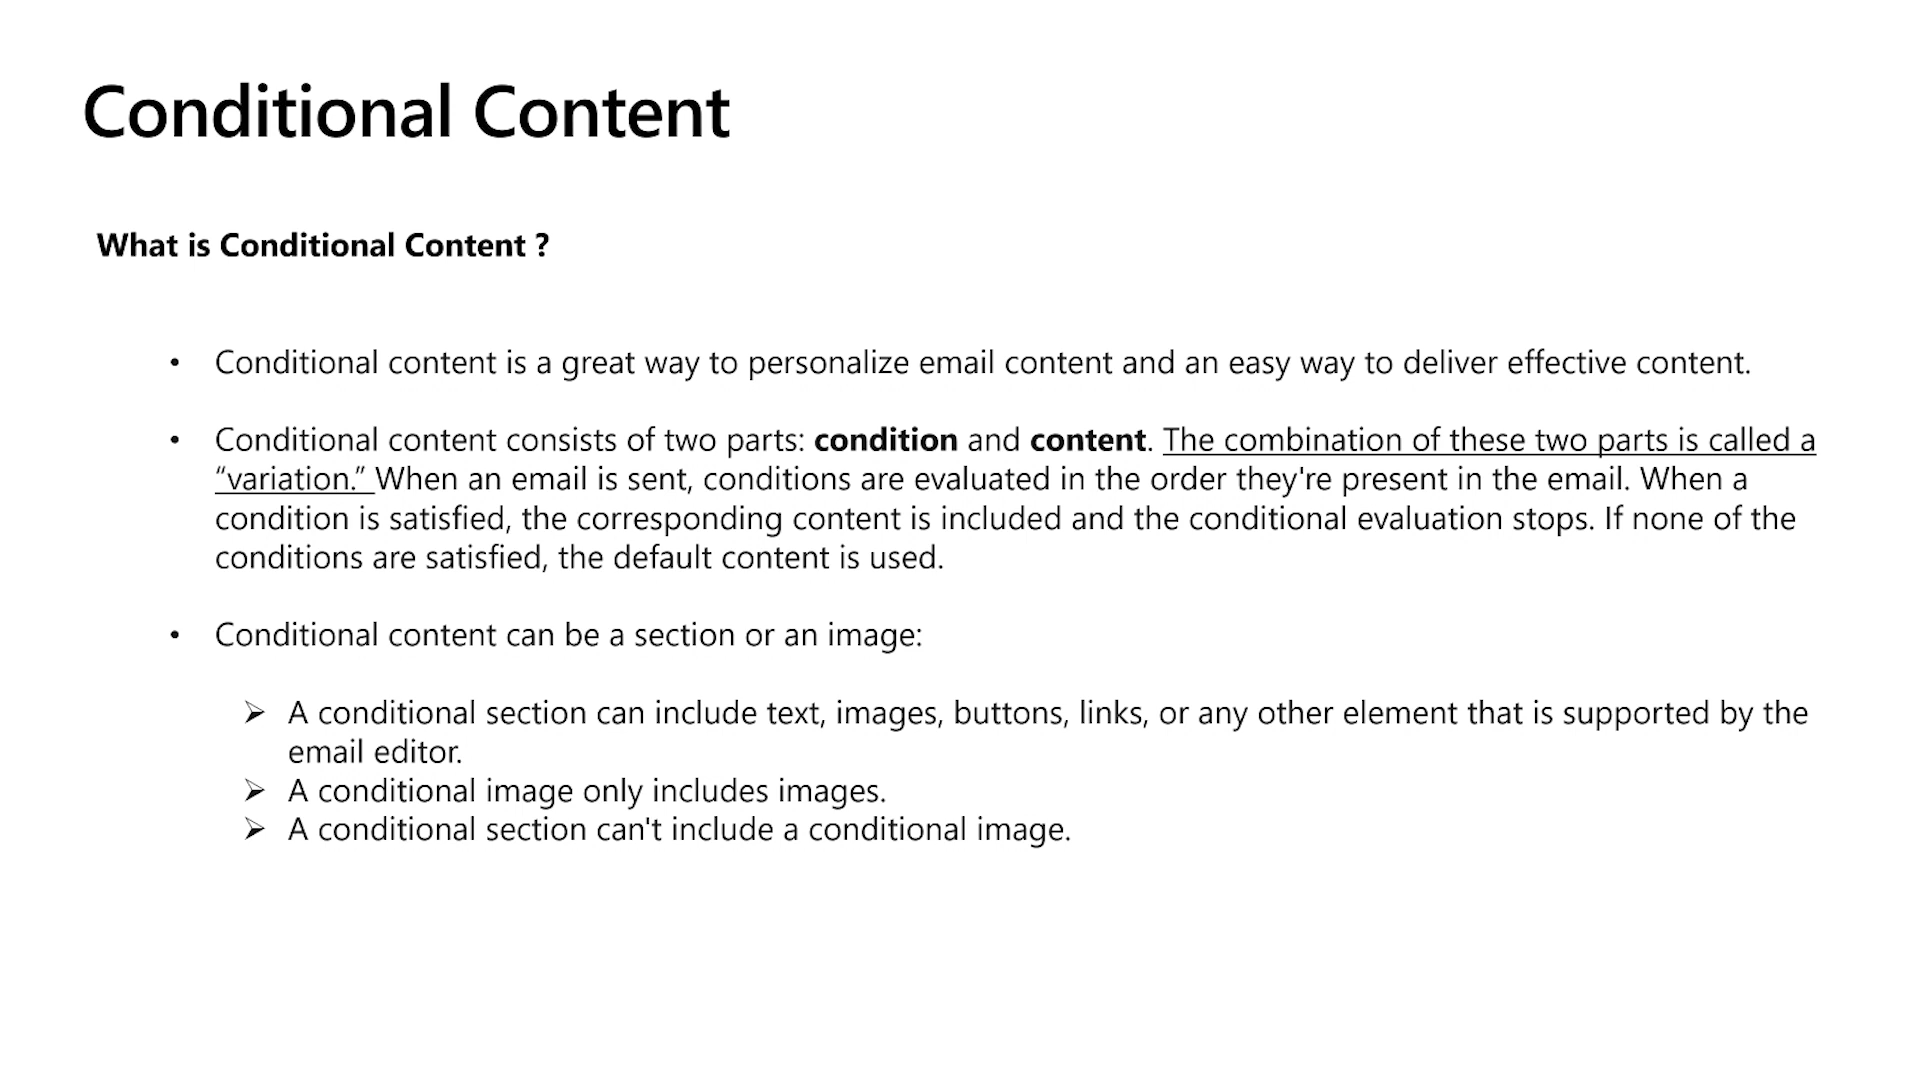 Conditional Content
What is Conditional Content ?
• Conditional content is a great way to personalize email content and an easy way to deliver effective content.
• Conditional content consists of two parts: condition and content. The combination of these two parts is called a
“variation.” When an email is sent, conditions are evaluated in the order they're present in the email. When a
condition is satisfied, the corresponding content is included and the conditional evaluation stops. If none of the
conditions are satisfied, the default content is used.
• Conditional content can be a section or an image:
➢ A conditional section can include text, images, buttons, links, or any other element that is supported by the
email editor.
➢ A conditional image only includes images.
➢ A conditional section can't include a conditional image.